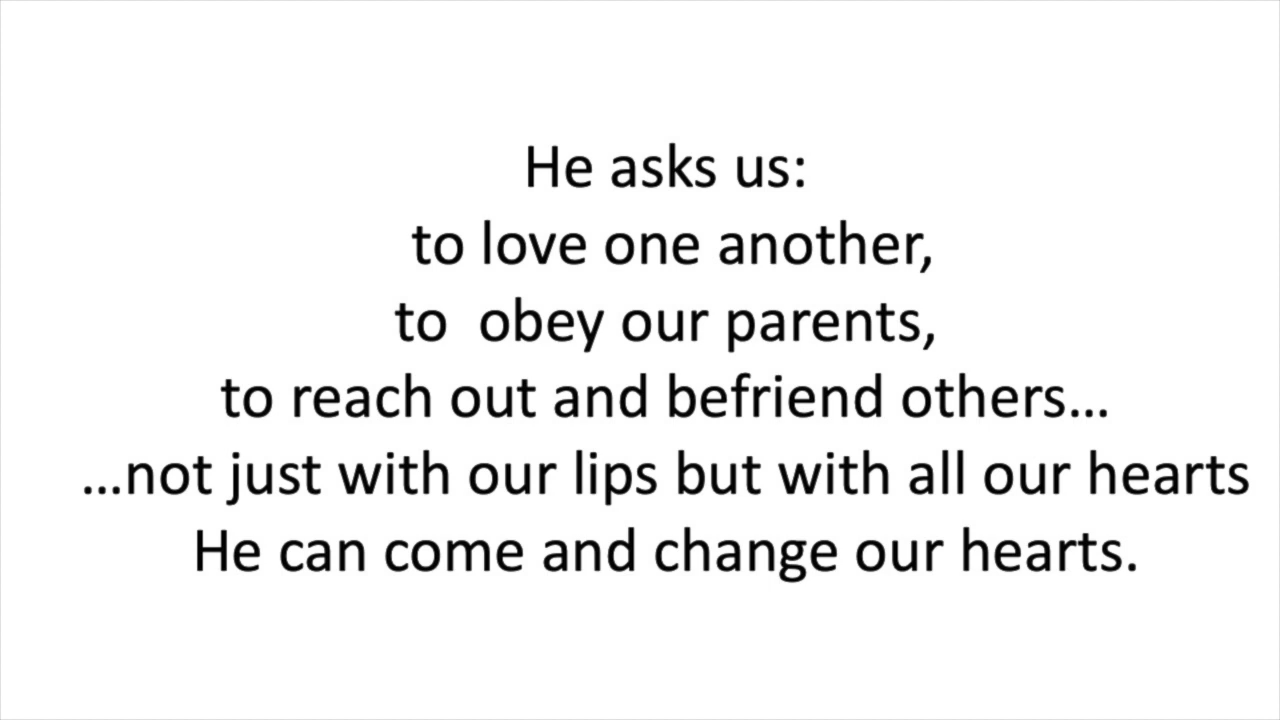 He asks us:
to love one another,
to  obey our parents,
to reach out and befriend others…
…not just with our lips but with all our hearts
He can come and change our hearts.